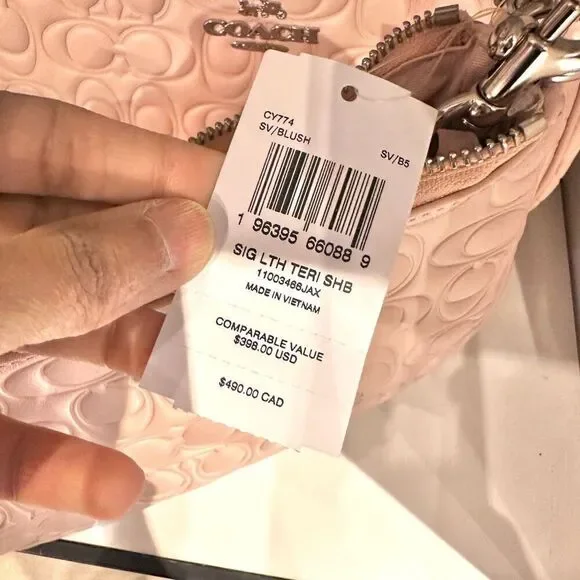 COACH
CY774
SV/BLUSH
SV/B5
1 96395 66088 9
SIG LTH TERI SHB
11003468JAX
MADE IN VIETNAM
COMPARABLE VALUE
$398.00 USD
$490.00 CAD